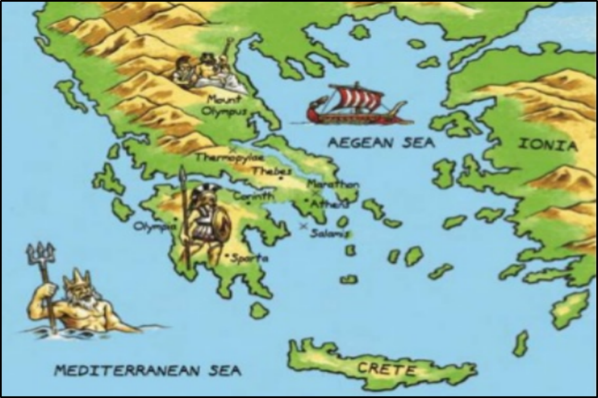 Mount
Olympus
AEGEAN SEA
IONIA
Thermopylae
Thebes
Marathon
Corinth
Athens
Olympia
Salamis
Sparta
MEDITERRANEAN SEA
CRETE